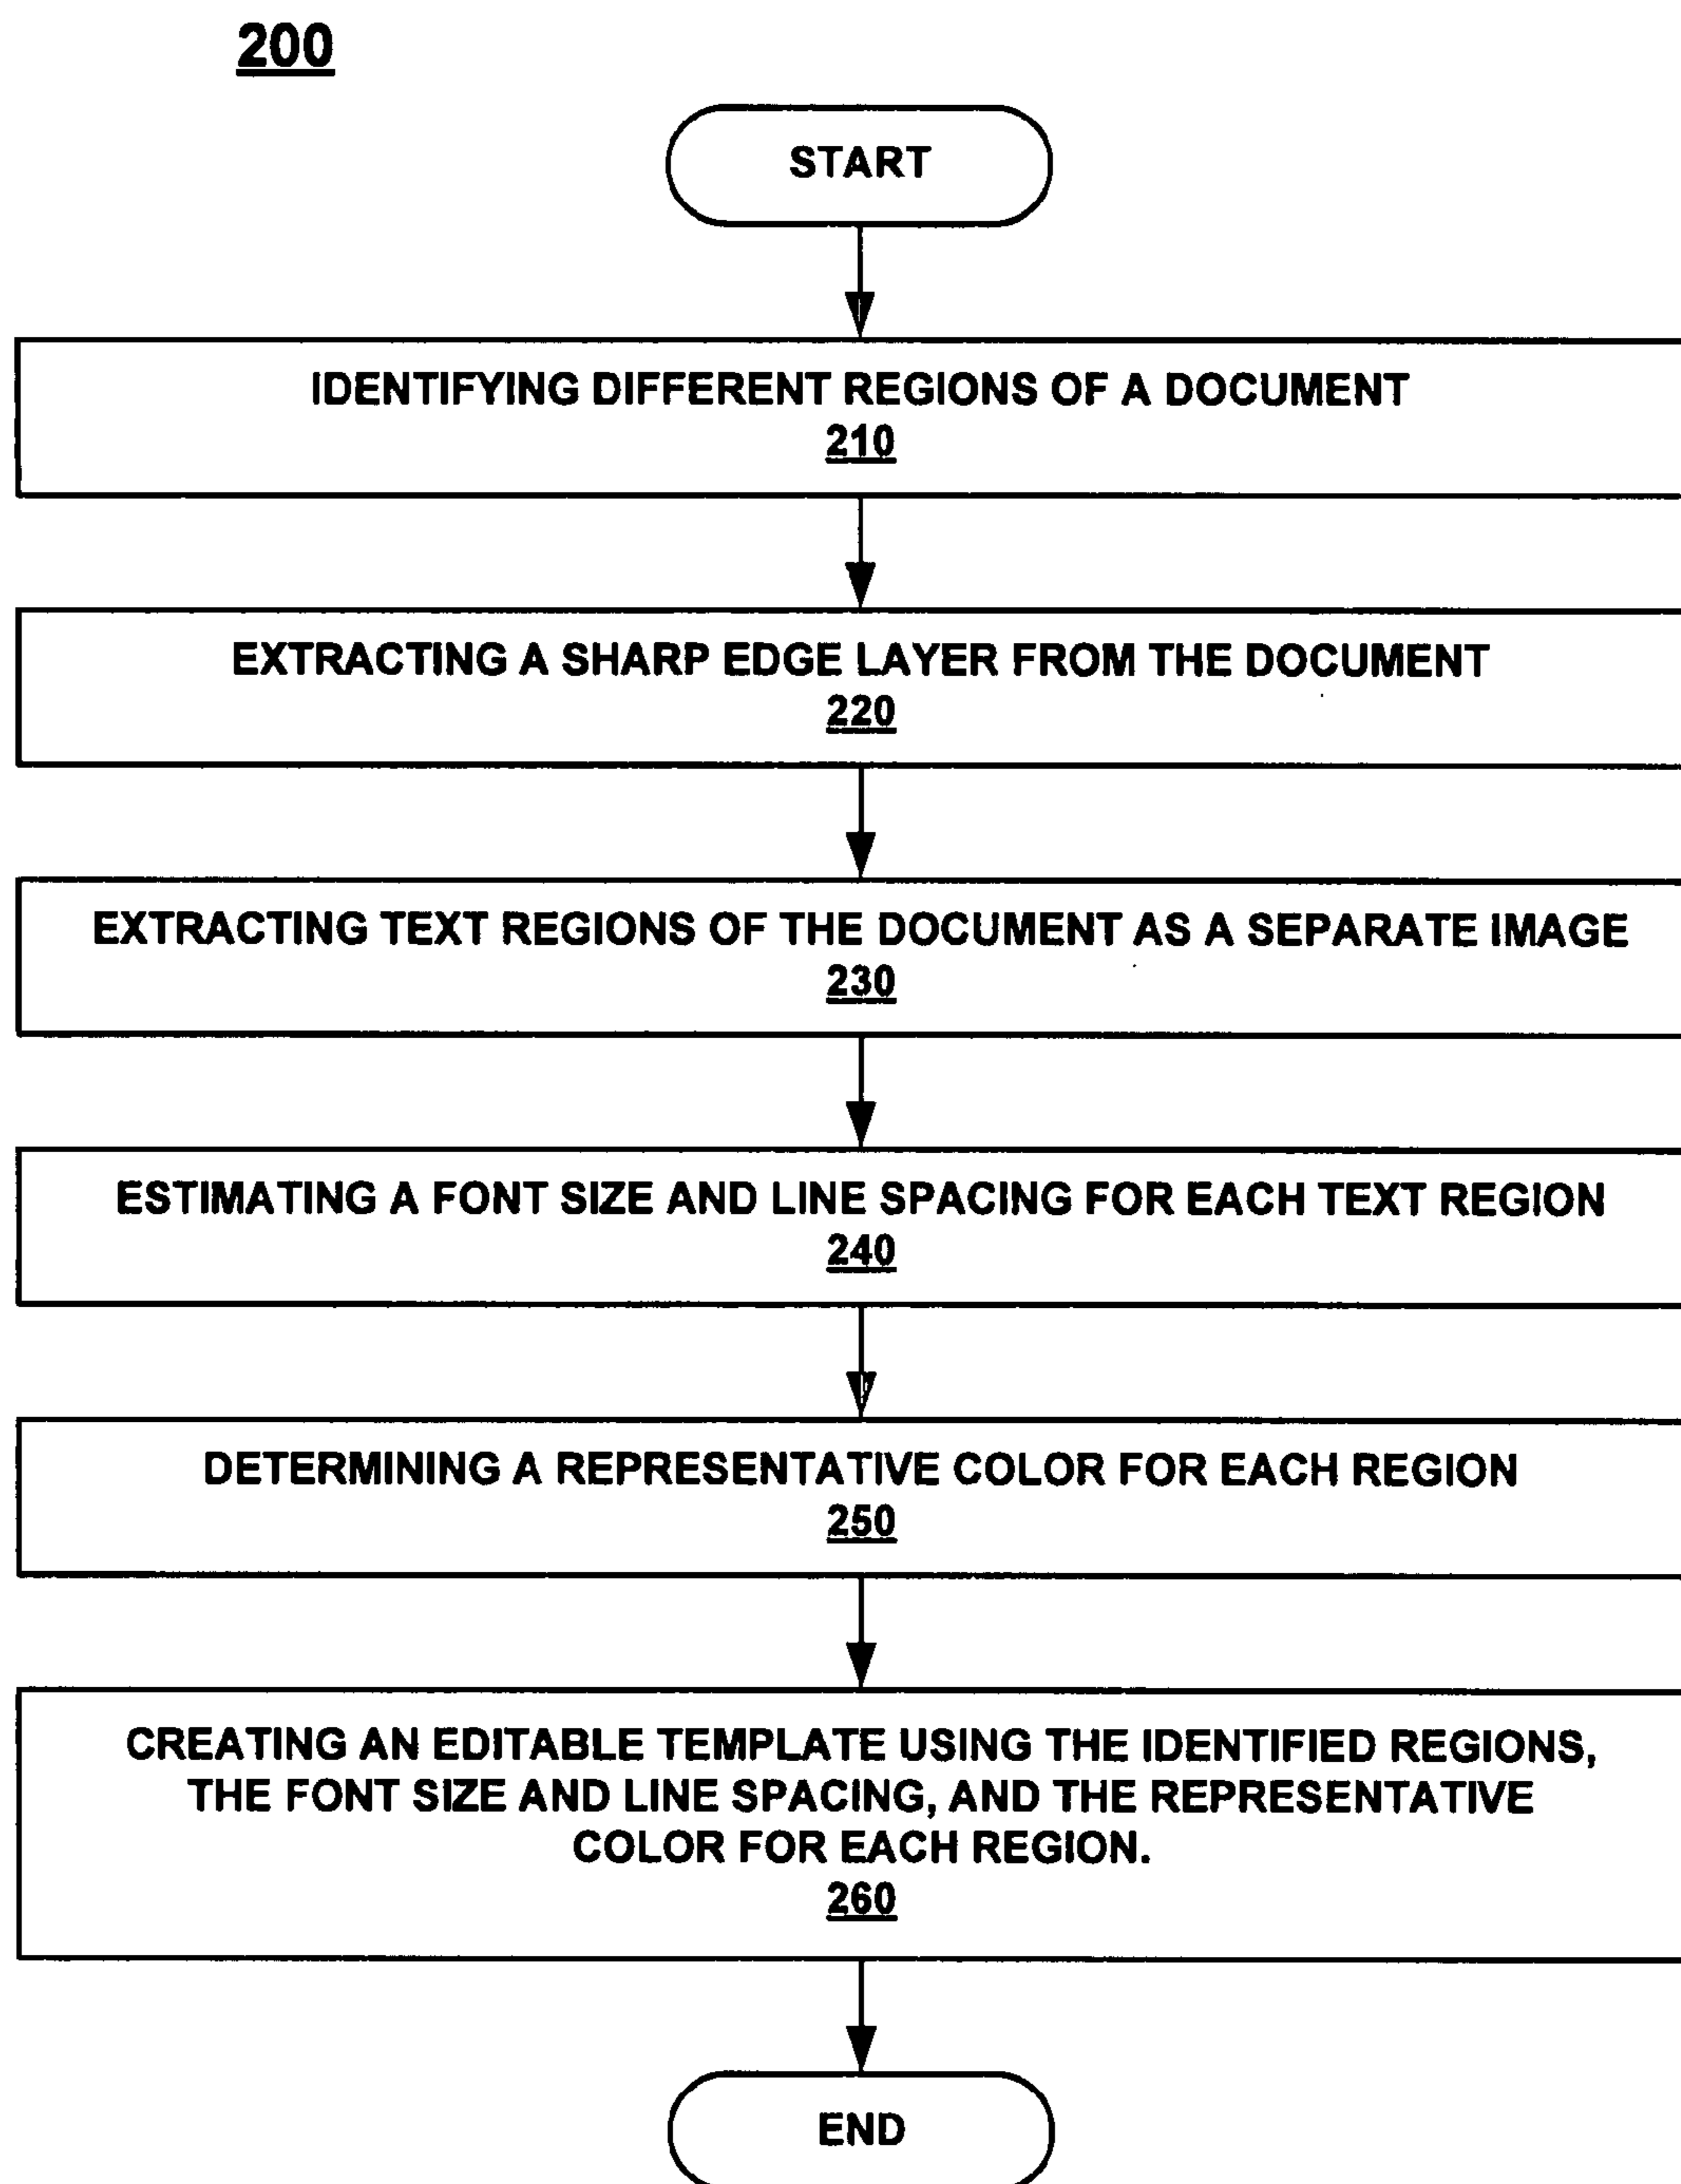 200
START
IDENTIFYING DIFFERENT REGIONS OF A DOCUMENT
210
EXTRACTING A SHARP EDGE LAYER FROM THE DOCUMENT
220
EXTRACTING TEXT REGIONS OF THE DOCUMENT AS A SEPARATE IMAGE
230
ESTIMATING A FONT SIZE AND LINE SPACING FOR EACH TEXT REGION
240
DETERMINING A REPRESENTATIVE COLOR FOR EACH REGION
250
CREATING AN EDITABLE TEMPLATE USING THE IDENTIFIED REGIONS,
THE FONT SIZE AND LINE SPACING, AND THE REPRESENTATIVE
COLOR FOR EACH REGION.
260
END